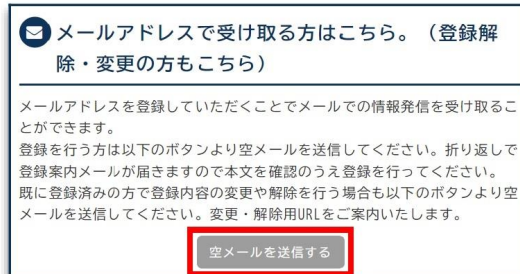 メールアドレスで受け取る方はこちら。（登録解
除・変更の方もこちら）
メールアドレスを登録していただくことでメールでの情報発信を受け取るこ
とができます。
登録を行う方は以下のボタンより空メールを送信してください。折り返しで
登録案内メールが届きますので本文を確認のうえ登録を行ってください。
既に登録済みの方で登録内容の変更や解除を行う場合も以下のボタンより空
メールを送信してください。変更・解除用URLをご案内いたします。
空メールを送信する